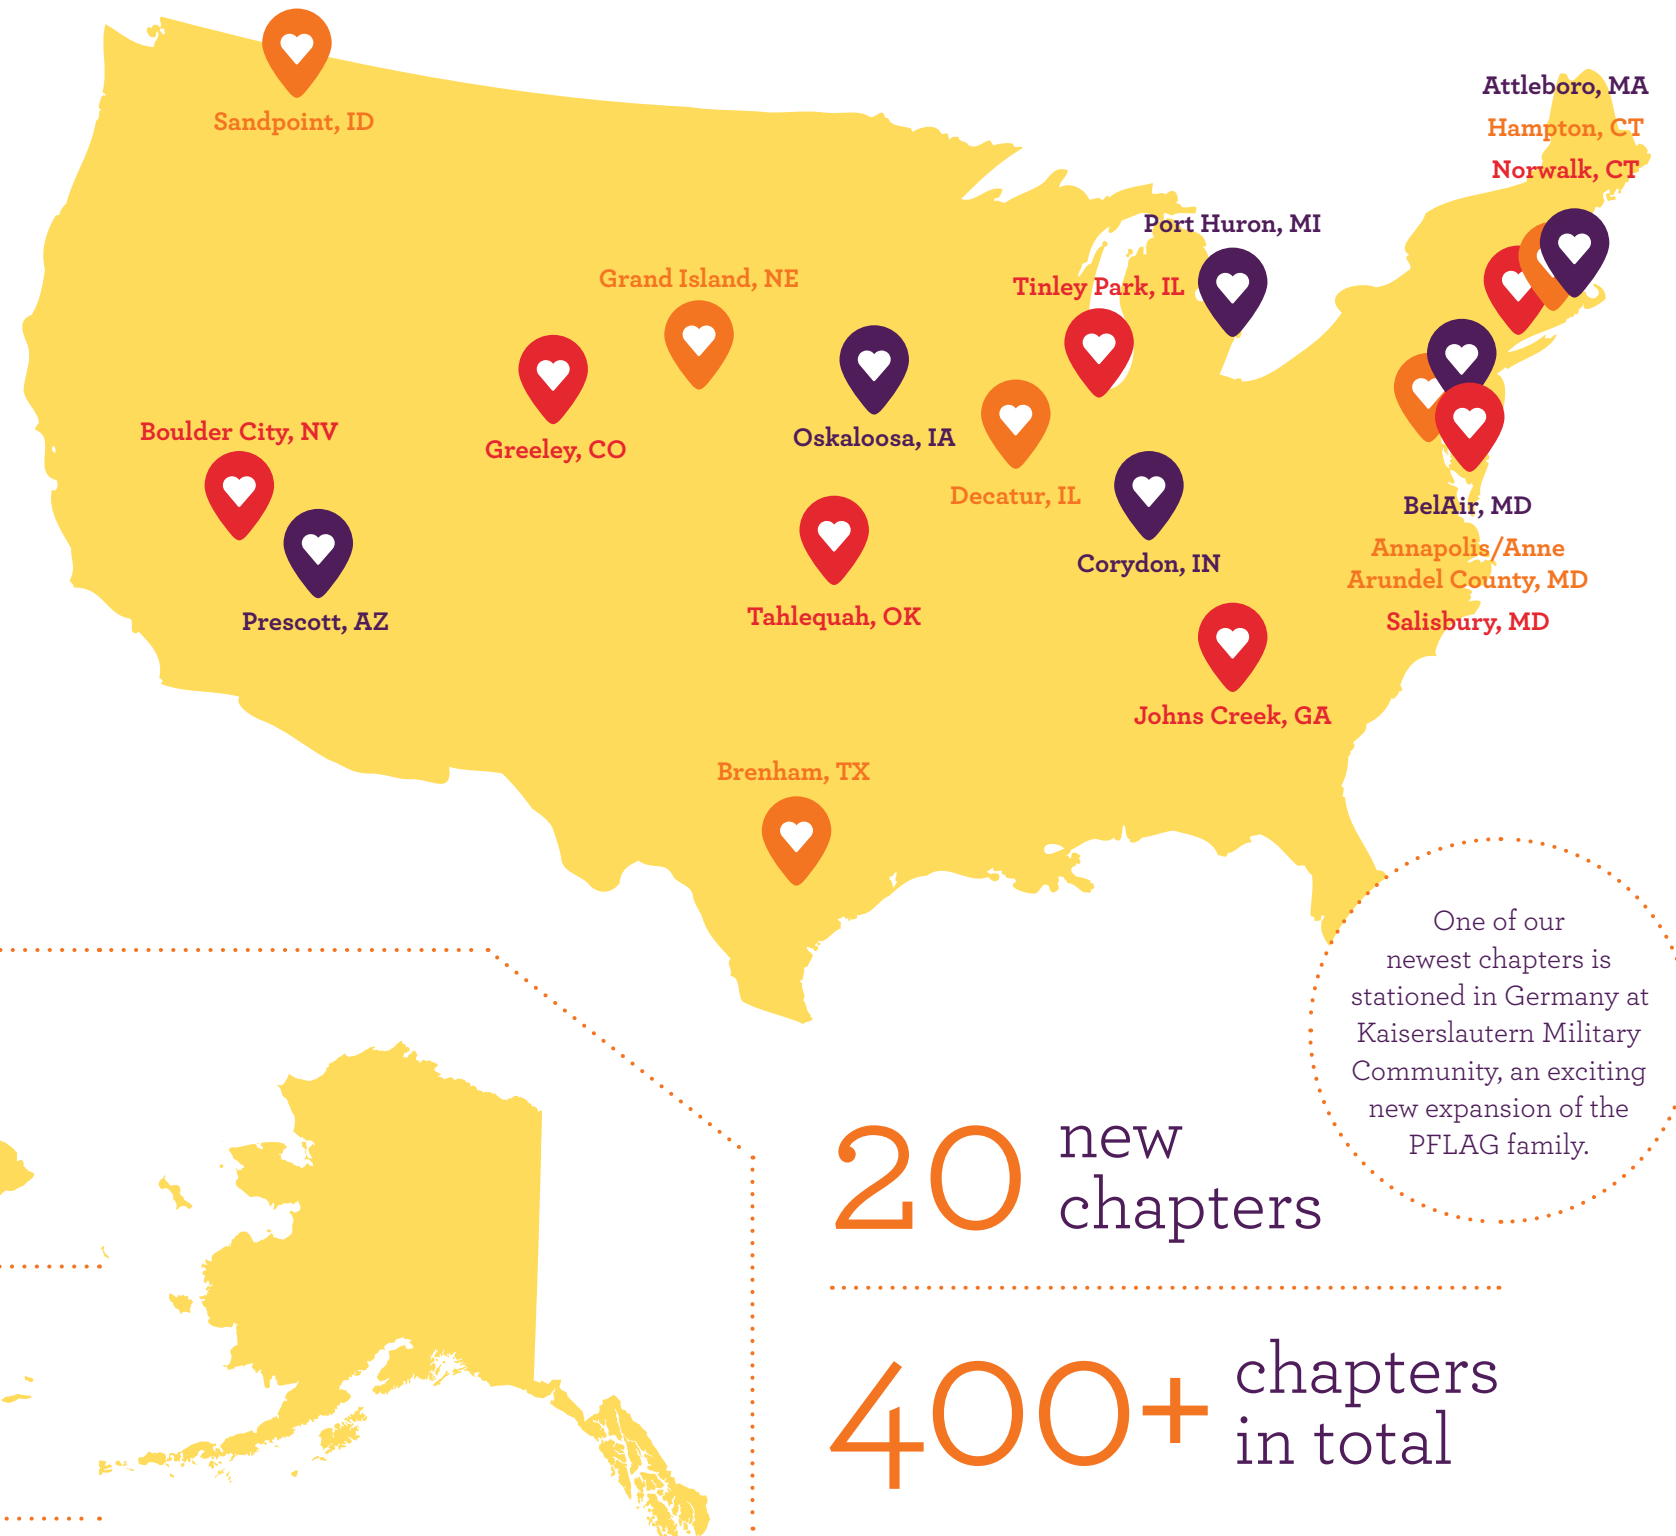 Sandpoint, ID
Attleboro, MA
Hampton, CT
Norwalk, CT
Port Huron, MI
Grand Island, NE
Tinley Park, IL
Boulder City, NV
Greeley, CO
Oskaloosa, IA
Decatur, IL
BelAir, MD
Annapolis/Anne
Arundel County, MD
Salisbury, MD
Corydon, IN
Prescott, AZ
Tahlequah, OK
Johns Creek, GA
Brenham, TX
One of our
newest chapters is
stationed in Germany at
Kaiserslautern Military
Community, an exciting
new expansion of the
PFLAG family.
20 new
chapters
400+ chapters
in total